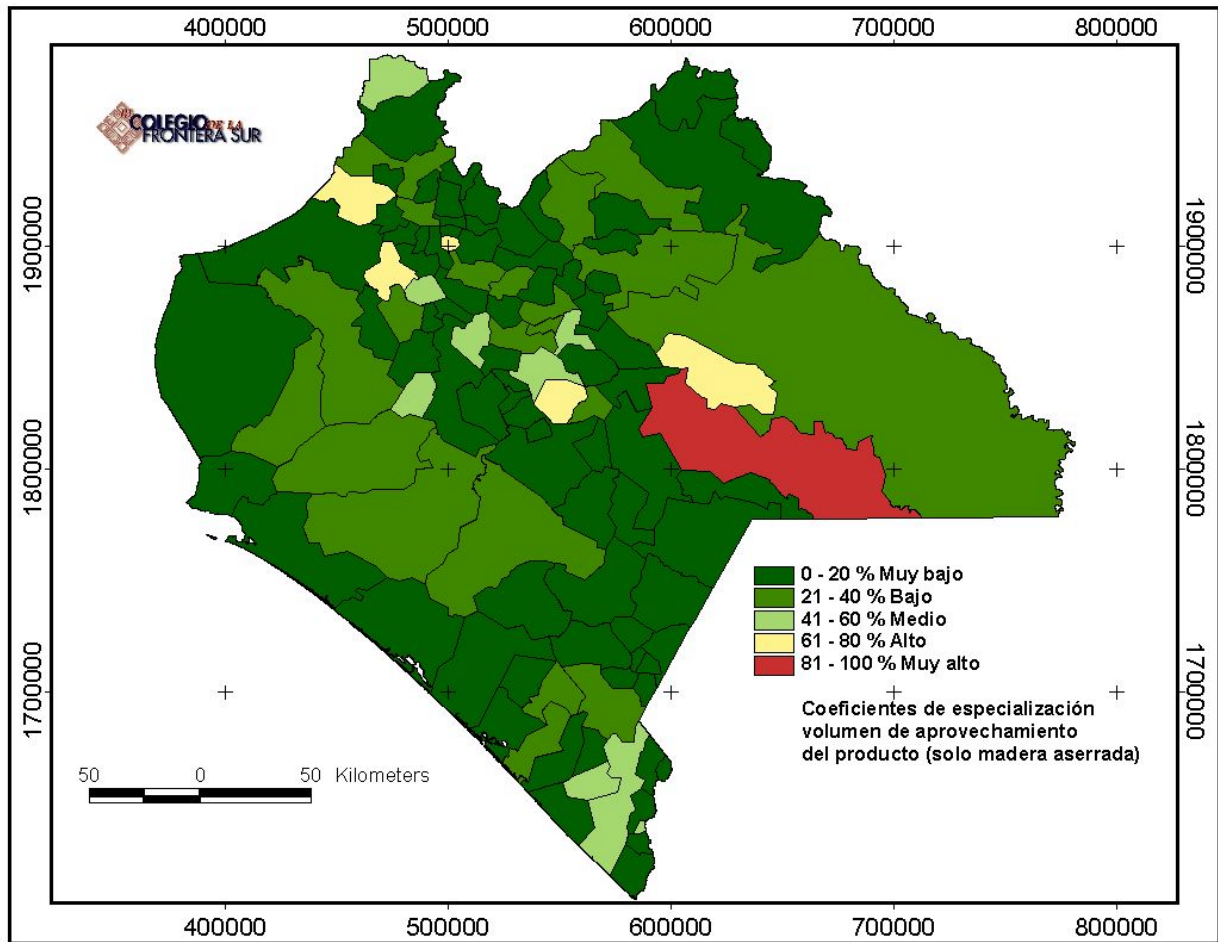 400000 500000 600000 700000 800000
COLEGIO DE LA
FRONTERA SUR
1900000 1900000
1800000 1800000
0 - 20 % Muy bajo
21 - 40 % Bajo
41 - 60 % Medio
61 - 80 % Alto
81 - 100 % Muy alto
1700000 1700000
Coeficientes de especialización
volumen de aprovechamiento
del producto (solo madera aserrada)
50 0 50 Kilometers
400000 500000 600000 700000 800000